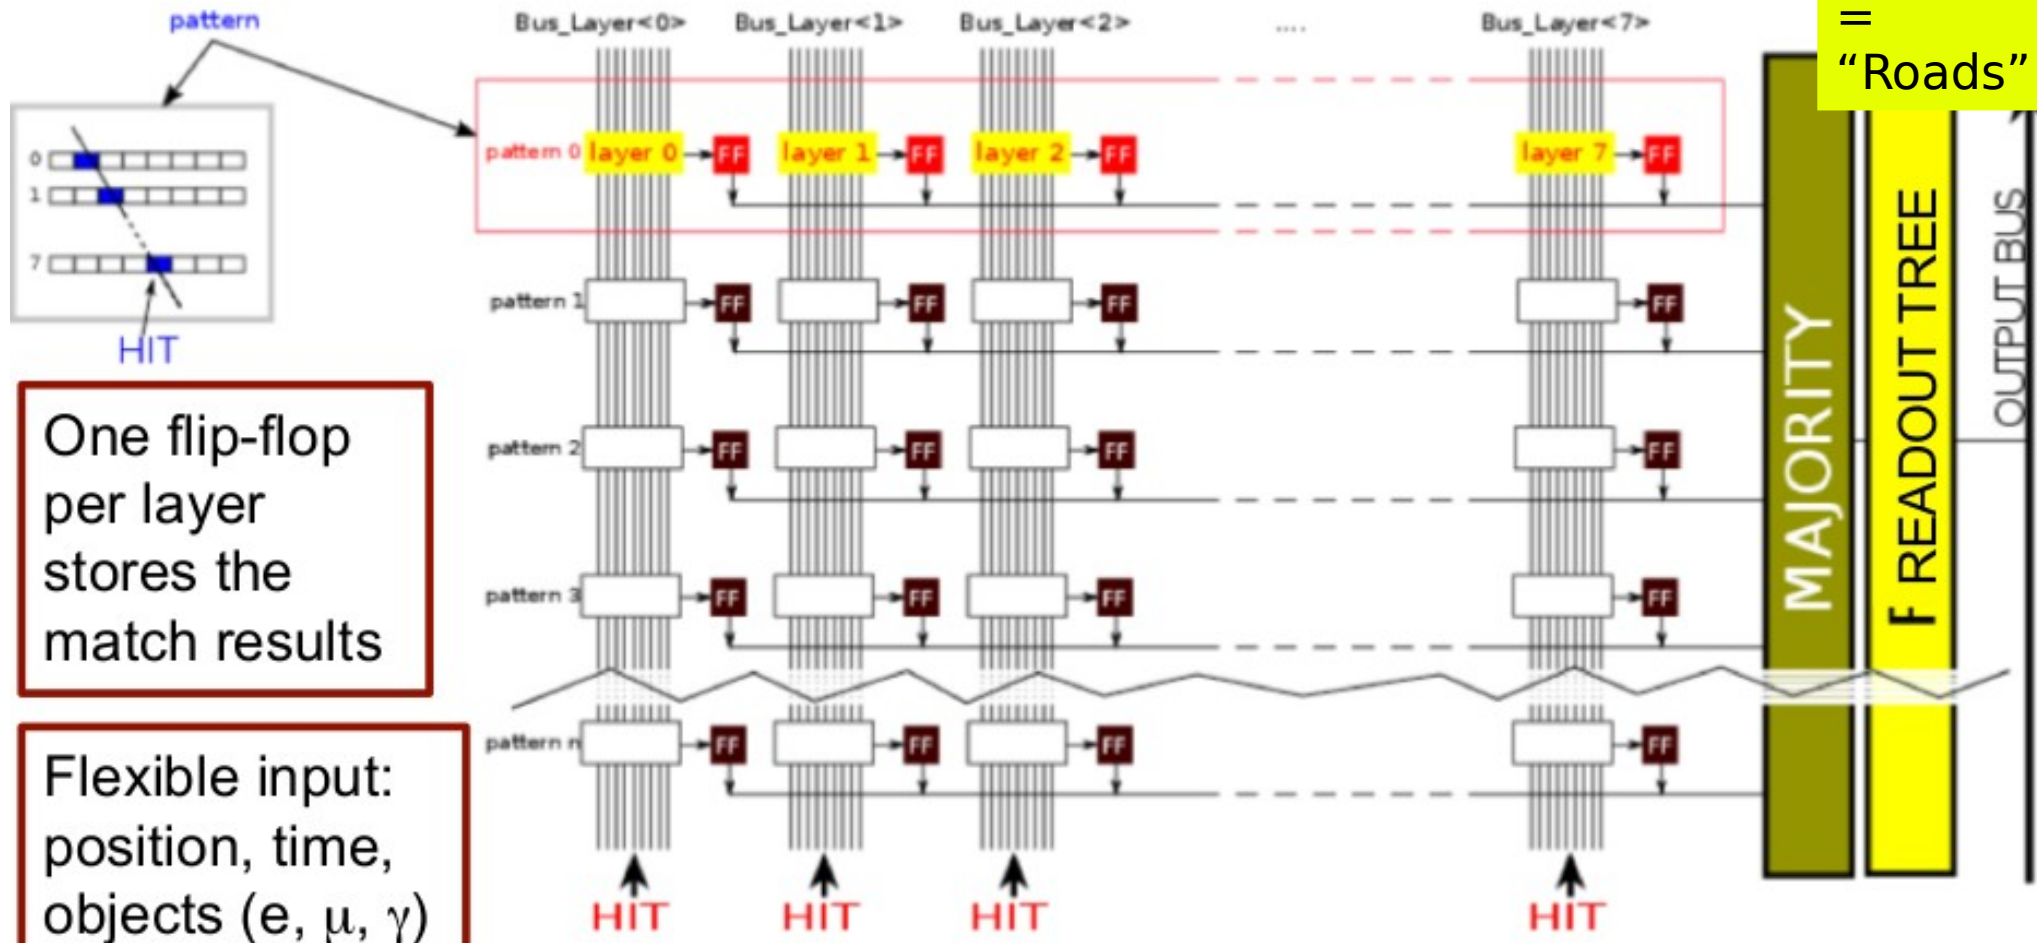 pattern
Bus_Layer<0> Bus_Layer<1> Bus_Layer<2> .... Bus_Layer<7>
=
“Roads”
pattern 0 layer 0 FF layer 1 FF layer 2 FF layer 7 FF
0
1
7
HIT
pattern 1 FF FF FF FF
pattern 2 FF FF FF FF
pattern 3 FF FF FF FF
pattern n FF FF FF FF
HIT HIT HIT HIT
MAJORITY
F READOUT TREE
OUTPUT BUS
One flip-flop
per layer
stores the
match results
Flexible input:
position, time,
objects (e, μ, γ)